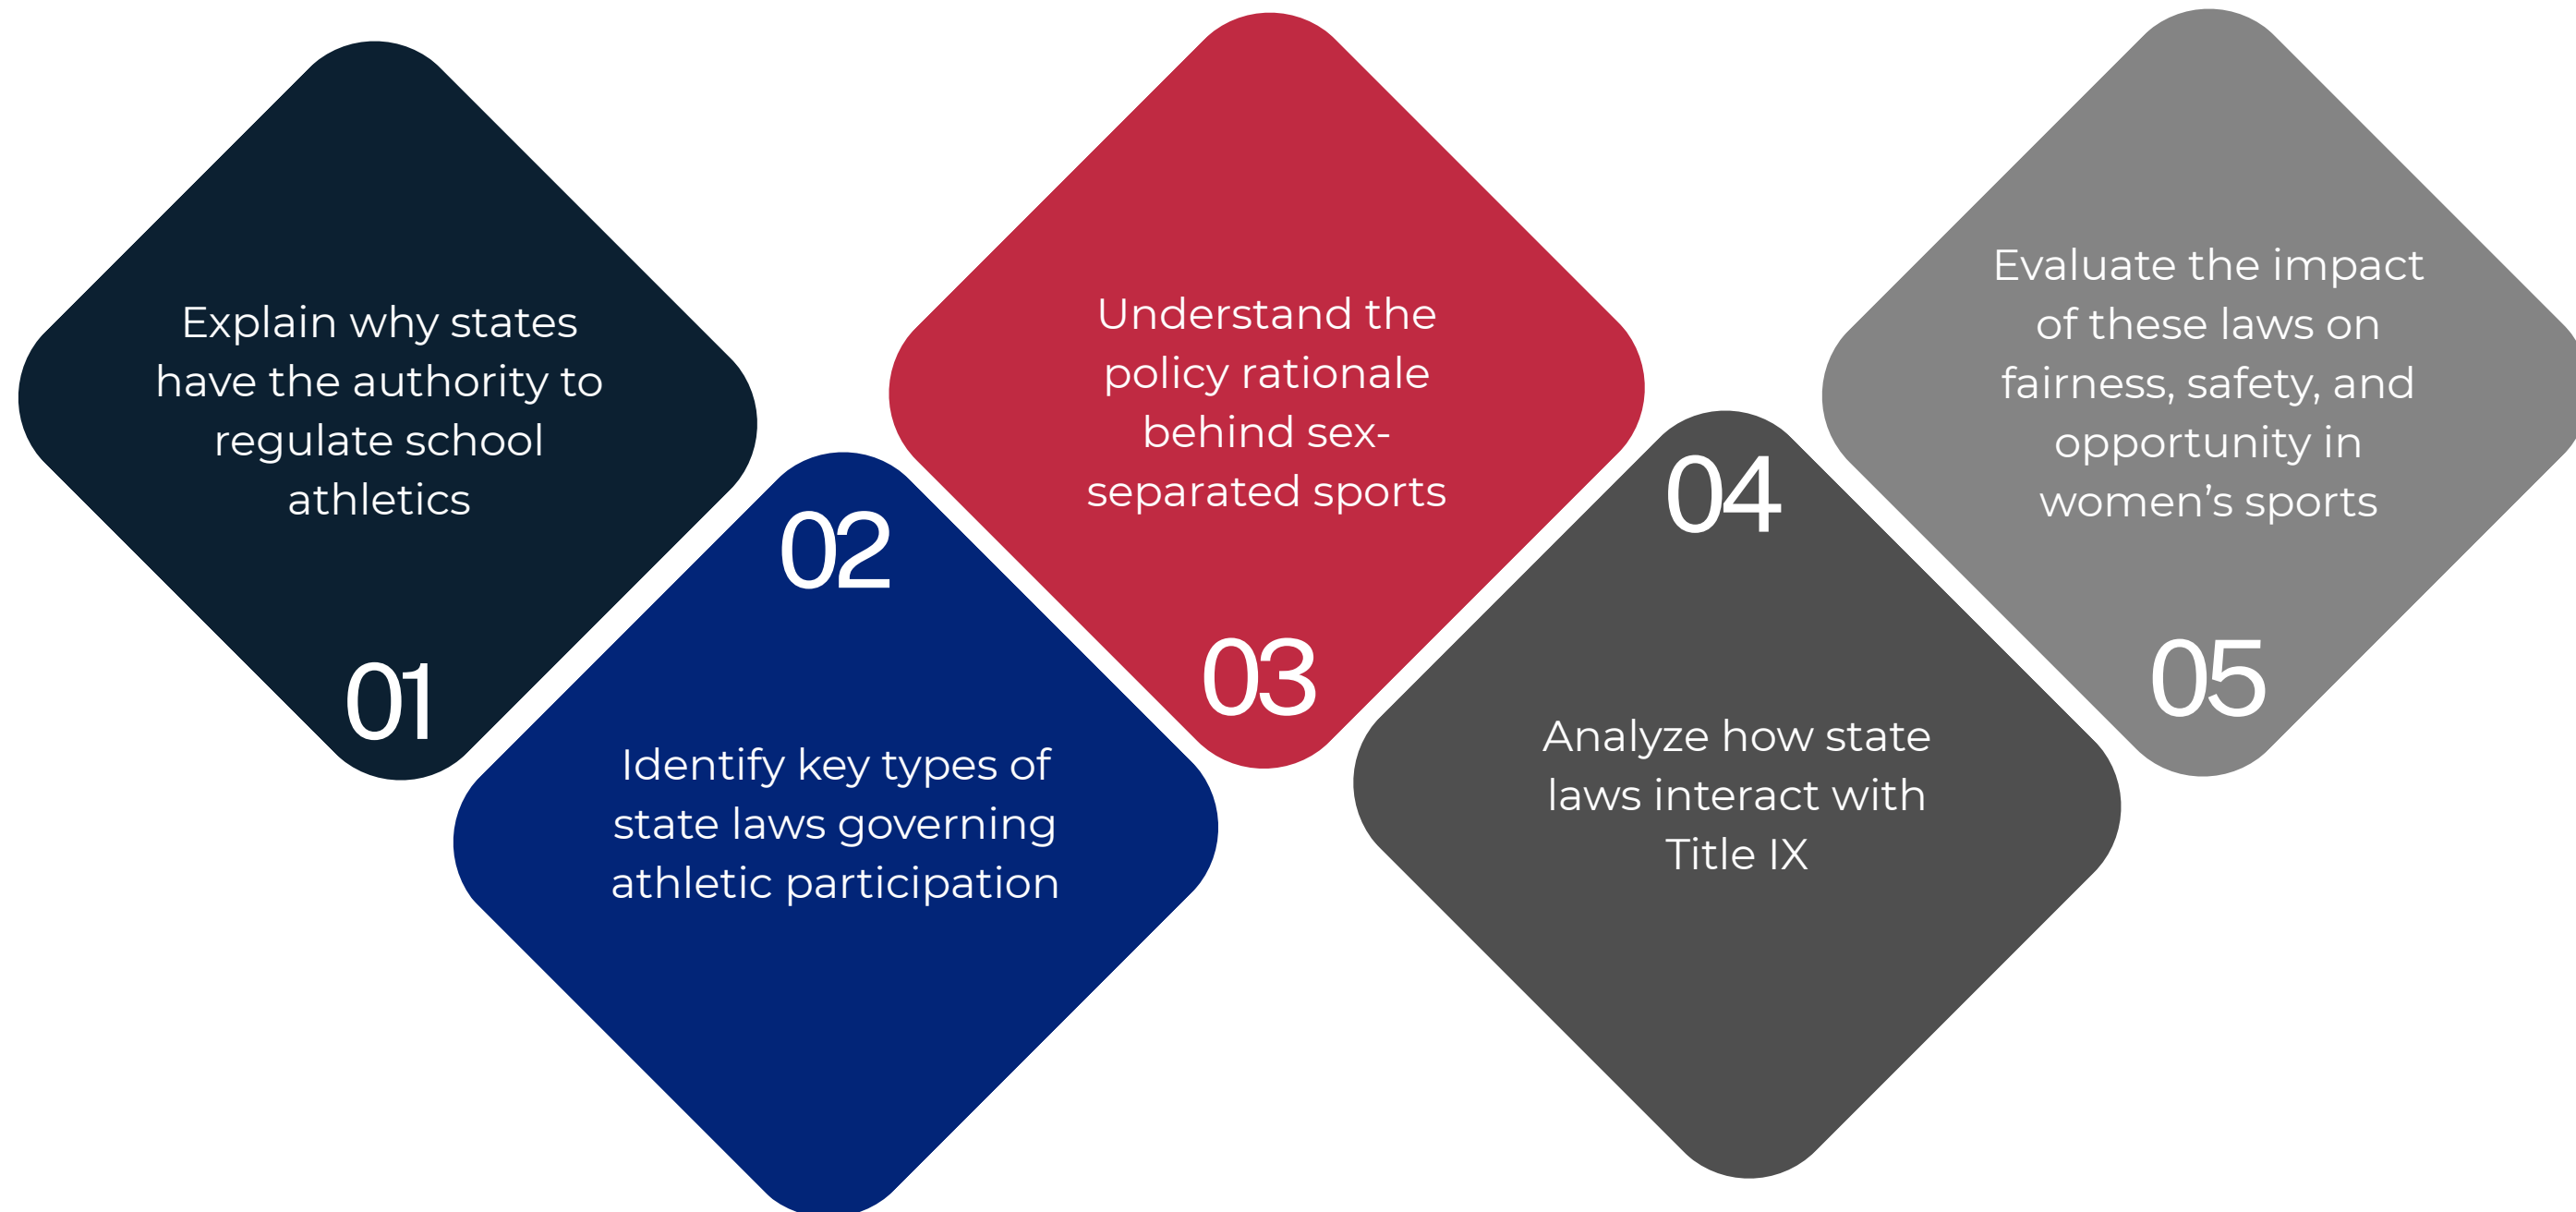 Explain why states
have the authority to
regulate school
athletics
01
02
Identify key types of
state laws governing
athletic participation
Understand the
policy rationale
behind sex-
separated sports
03
04
Analyze how state
laws interact with
Title IX
Evaluate the impact
of these laws on
fairness, safety, and
opportunity in
women’s sports
05